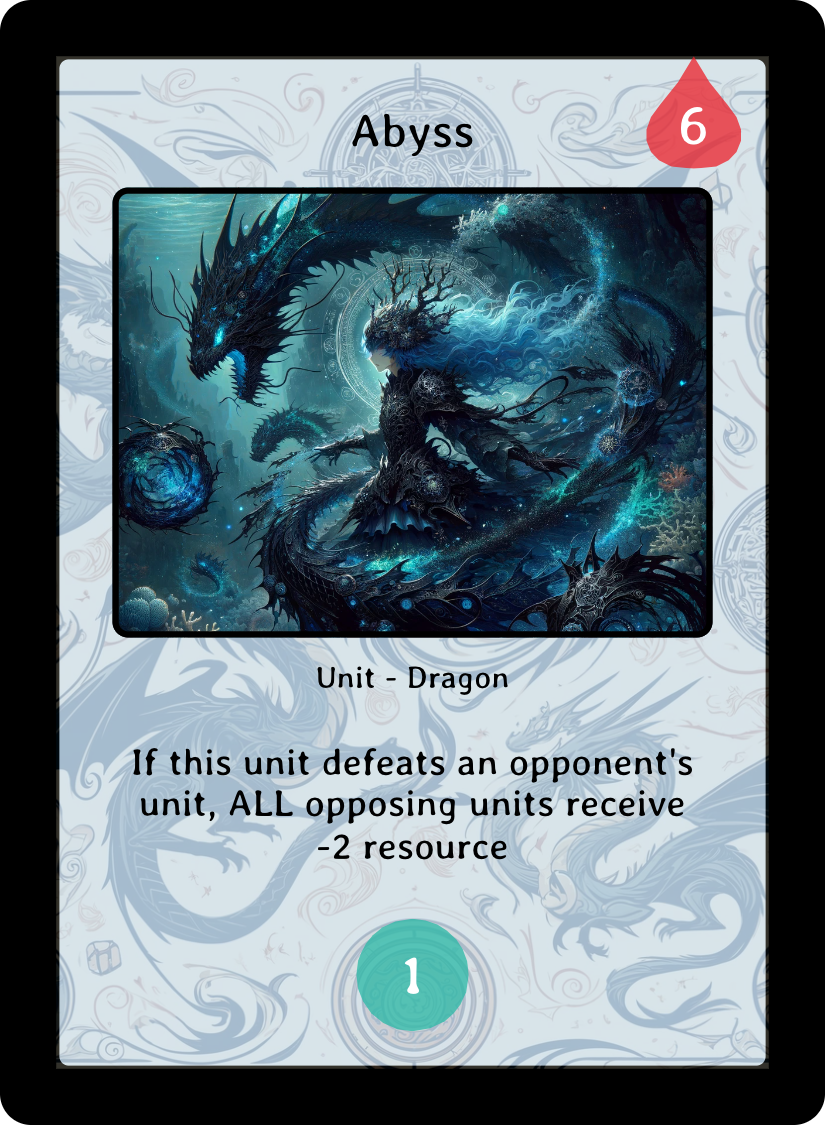 Abyss
6
Unit - Dragon
If this unit defeats an opponent's
unit, ALL opposing units receive
-2 resource
1